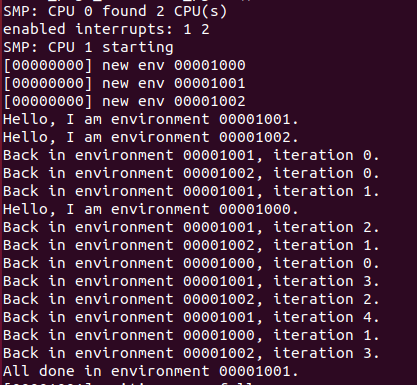 SMP: CPU 0 found 2 CPU(s)
enabled interrupts: 1 2
SMP: CPU 1 starting
[00000000] new env 00001000
[00000000] new env 00001001
[00000000] new env 00001002
Hello, I am environment 00001001.
Hello, I am environment 00001002.
Back in environment 00001001, iteration 0.
Back in environment 00001002, iteration 0.
Back in environment 00001001, iteration 1.
Hello, I am environment 00001000.
Back in environment 00001001, iteration 2.
Back in environment 00001002, iteration 1.
Back in environment 00001000, iteration 0.
Back in environment 00001001, iteration 3.
Back in environment 00001002, iteration 2.
Back in environment 00001001, iteration 4.
Back in environment 00001000, iteration 1.
Back in environment 00001002, iteration 3.
All done in environment 00001001.